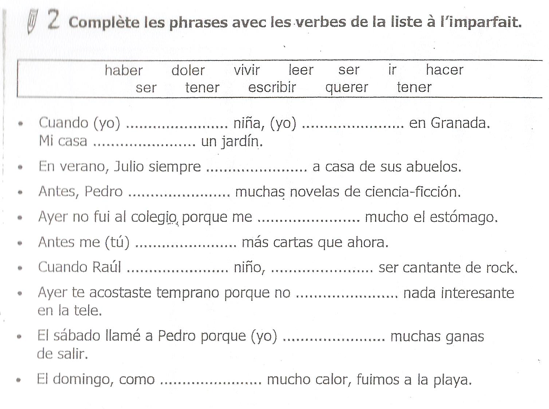 2 Complète les phrases avec les verbes de la liste à l'imparfait.
haber doler vivir leer ser ir hacer
ser tener escribir querer tener
• Cuando (yo) .......................... niña, (yo) .......................... en Granada.
Mi casa .......................... un jardín.
• En verano, Julio siempre .......................... a casa de sus abuelos.
• Antes, Pedro .......................... muchas novelas de ciencia-ficción.
• Ayer no fui al colegio porque me .......................... mucho el estómago.
• Antes me (tú) .......................... más cartas que ahora.
• Cuando Raúl .......................... niño, .......................... ser cantante de rock.
• Ayer te acostaste temprano porque no .......................... nada interesante
en la tele.
• El sábado llamé a Pedro porque (yo) .......................... muchas ganas
de salir.
• El domingo, como .......................... mucho calor, fuimos a la playa.